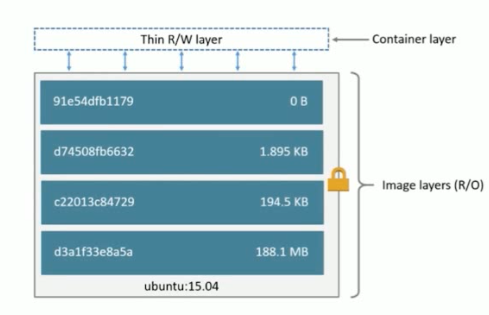 Thin R/W layer
Container layer
91e54dfb1179 0 B
d74508fb6632 1.895 KB
c22013c84729 194.5 KB
d3a1f33e8a5a 188.1 MB
Image layers (R/O)
ubuntu:15.04